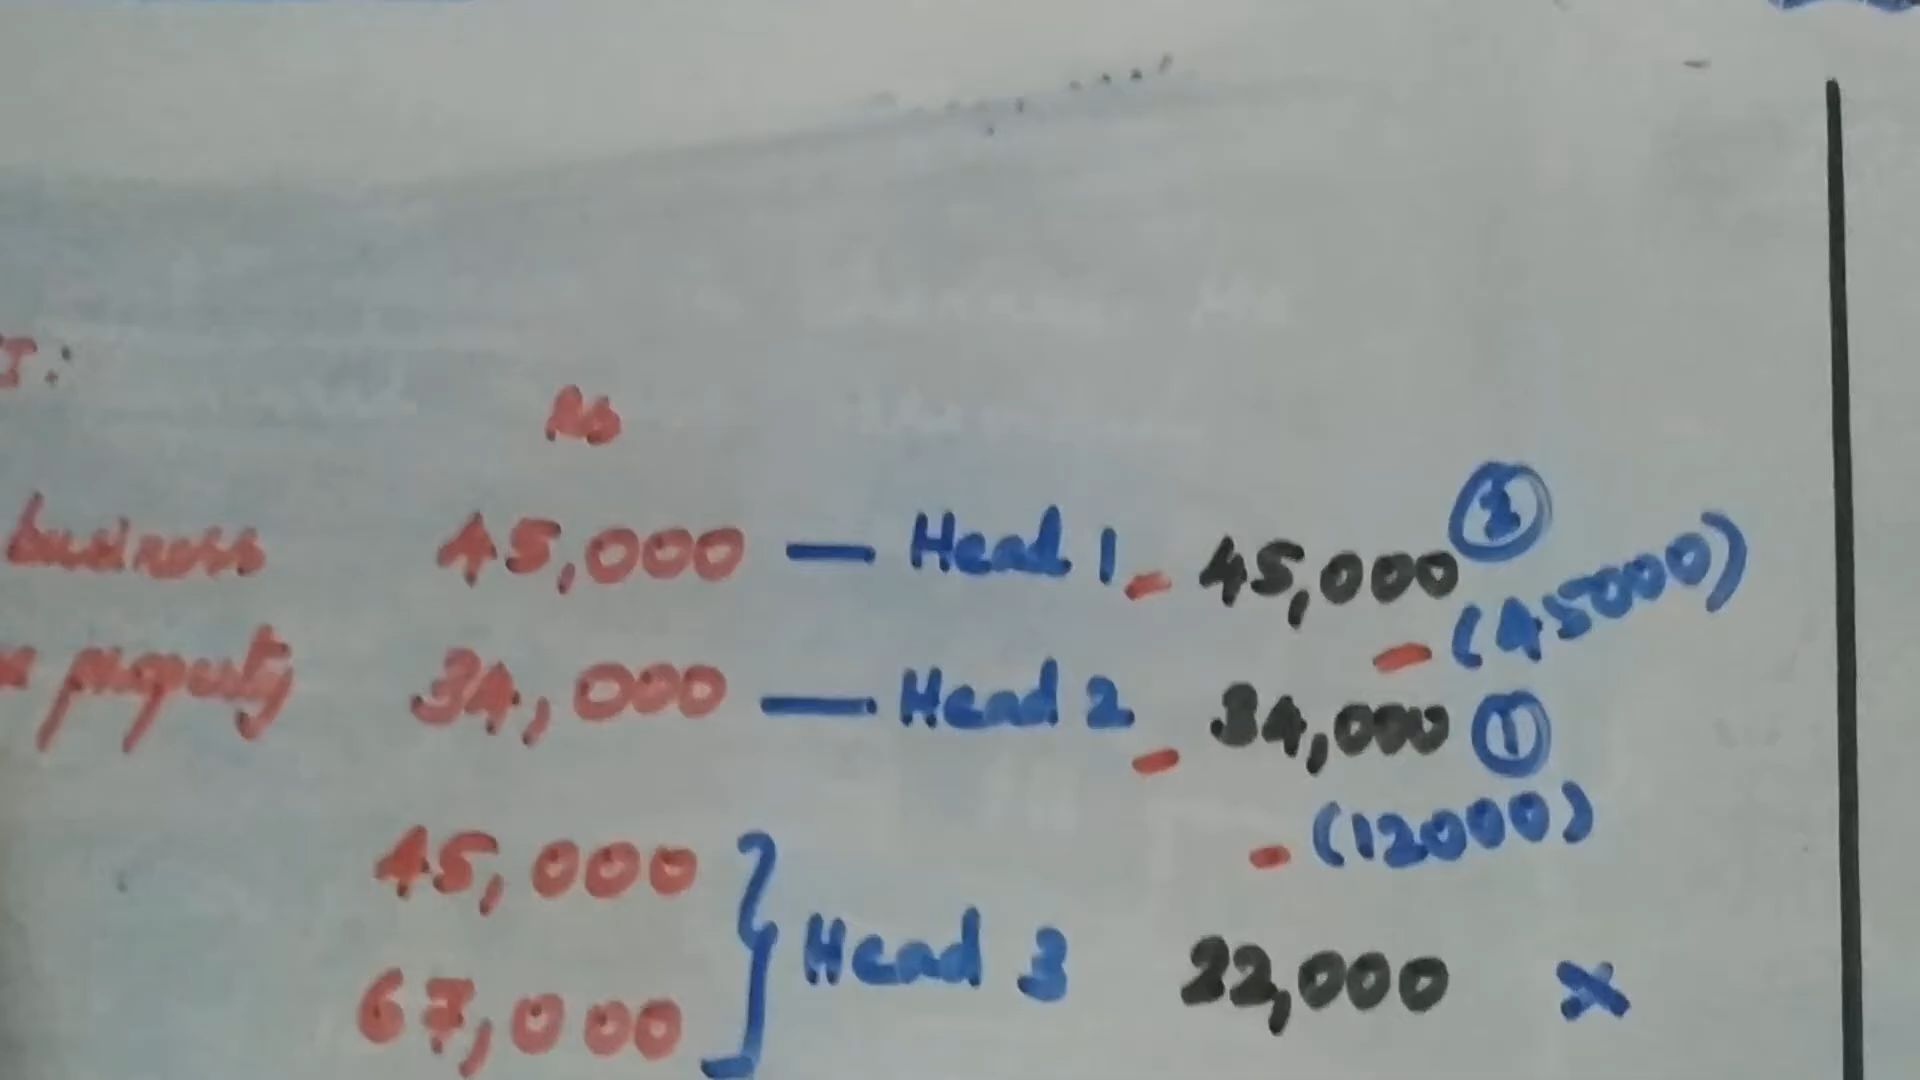 I:
Rs
business 45,000 — Head 1 - 45,000 ②
- (45000)
property 34,000 — Head 2 - 34,000 ①
- (12000)
45,000
} Head 3 22,000 ×
67,000